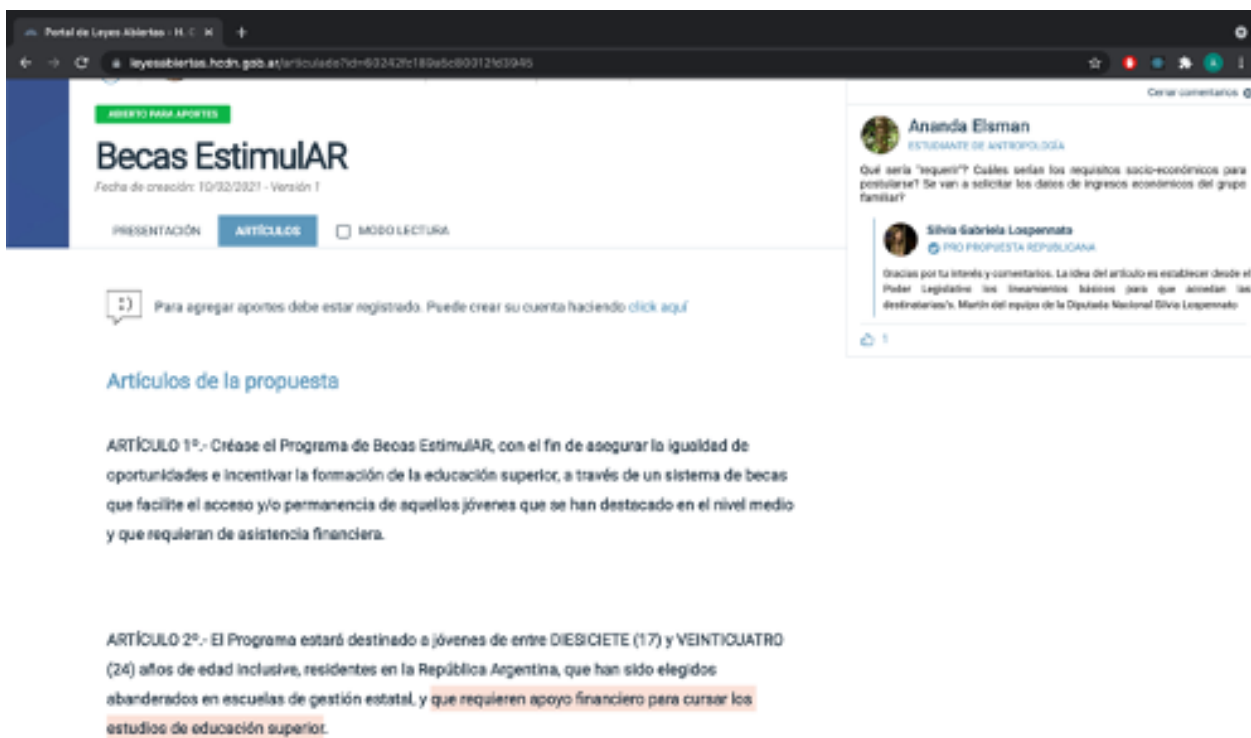 Portal de Leyes Abiertas - H. C
leyesabiertas.hcdn.gob.ar/articulado?id=
Cerrar comentarios
ABIERTO PARA APORTES
Becas EstimulAR
Fecha de creación: 10/02/2021 - Versión 1
PRESENTACIÓN ARTÍCULOS MODO LECTURA
:) Para agregar aportes debe estar registrado. Puede crear su cuenta haciendo click aquí
Artículos de la propuesta
ARTÍCULO 1º.- Créase el Programa de Becas EstimulAR, con el fin de asegurar la igualdad de
oportunidades e incentivar la formación de la educación superior, a través de un sistema de becas
que facilite el acceso y/o permanencia de aquellos jóvenes que se han destacado en el nivel medio
y que requieran de asistencia financiera.
ARTÍCULO 2º.- El Programa estará destinado a jóvenes de entre DIESICIETE (17) y VEINTICUATRO
(24) años de edad inclusive, residentes en la República Argentina, que han sido elegidos
abanderados en escuelas de gestión estatal, y que requieren apoyo financiero para cursar los
estudios de educación superior.
Ananda Elsman
ESTUDIANTE DE ANTROPOLOGÍA
Qué sería "requerir"? Cuáles serían los requisitos socio-económicos para
postularse? Se van a solicitar los datos de ingresos económicos del grupo
familiar?
Silvia Gabriela Lospennato
PRO PROPUESTA REPUBLICANA
Gracias por tu interés y comentarios. La idea del artículo es establecer desde el
Poder Legislativo los lineamientos básicos para que accedan las
destinatarias/s. Martín del equipo de la Diputada Nacional Silvia Lospennato
1